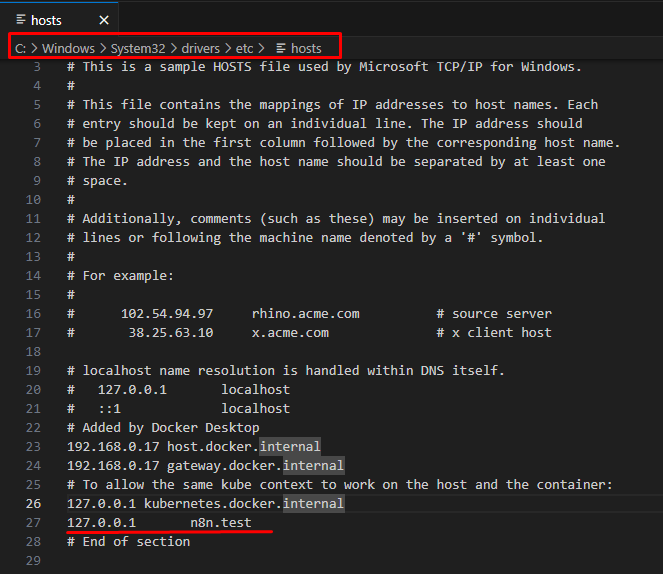 hosts
C: > Windows > System32 > drivers > etc > hosts
3 # This is a sample HOSTS file used by Microsoft TCP/IP for Windows.
4 #
5 # This file contains the mappings of IP addresses to host names. Each
6 # entry should be kept on an individual line. The IP address should
7 # be placed in the first column followed by the corresponding host name.
8 # The IP address and the host name should be separated by at least one
9 # space.
10 #
11 # Additionally, comments (such as these) may be inserted on individual
12 # lines or following the machine name denoted by a '#' symbol.
13 #
14 # For example:
15 #
16 #      102.54.94.97     rhino.acme.com          # source server
17 #       38.25.63.10     x.acme.com              # x client host
18
19 # localhost name resolution is handled within DNS itself.
20 #   127.0.0.1       localhost
21 #   ::1             localhost
22 # Added by Docker Desktop
23 192.168.0.17 host.docker.internal
24 192.168.0.17 gateway.docker.internal
25 # To allow the same kube context to work on the host and the container:
26 127.0.0.1 kubernetes.docker.internal
27 127.0.0.1       n8n.test
28 # End of section
29